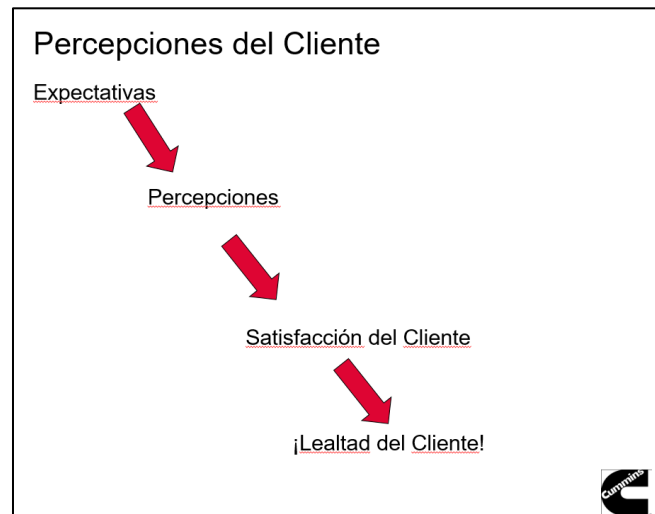 Percepciones del Cliente
Expectativas
Percepciones
Satisfacción del Cliente
¡Lealtad del Cliente!
Cummins